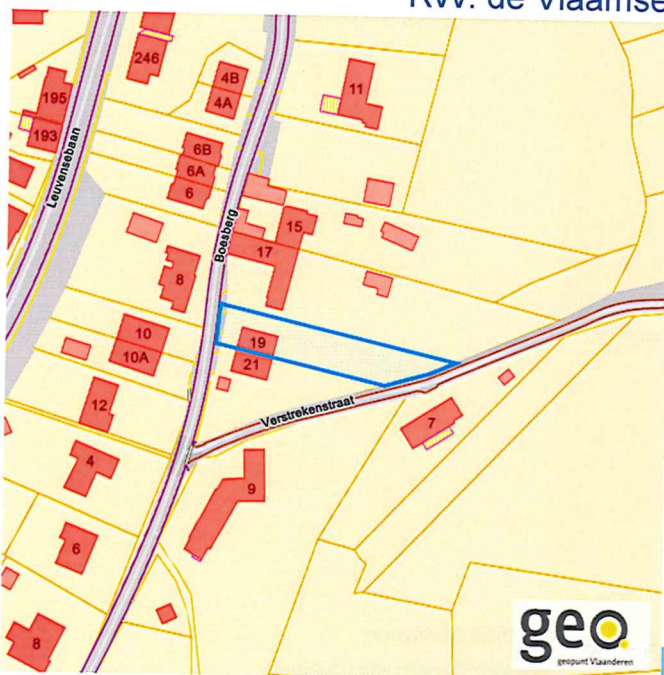 RVV. de Vlaamse
246
4B
4A
11
195
193
Leuvensebaan
6B
6A
6
Boesberg
15
17
8
10
10A
19
21
12
Verstrekenstraat
7
4
9
6
8
geo
geopunt Vlaanderen